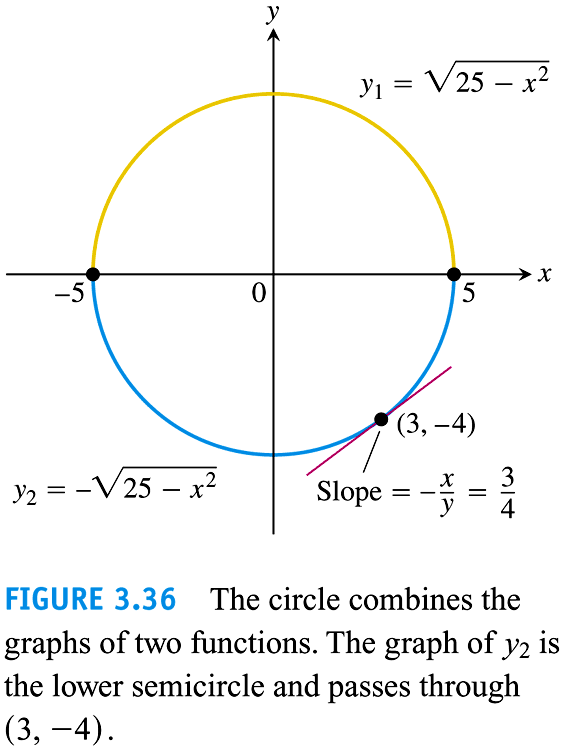 y
y₁ = √(25 − x²)
x
−5
0
5
(3, −4)
y₂ = −√(25 − x²)
Slope = −x/y = 3/4
FIGURE 3.36 The circle combines the
graphs of two functions. The graph of y₂ is
the lower semicircle and passes through
(3, −4).